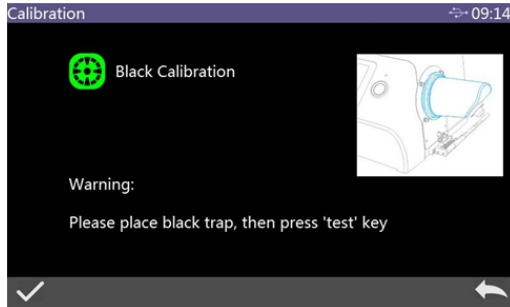 Calibration 09:14
Black Calibration
Warning:
Please place black trap, then press 'test' key